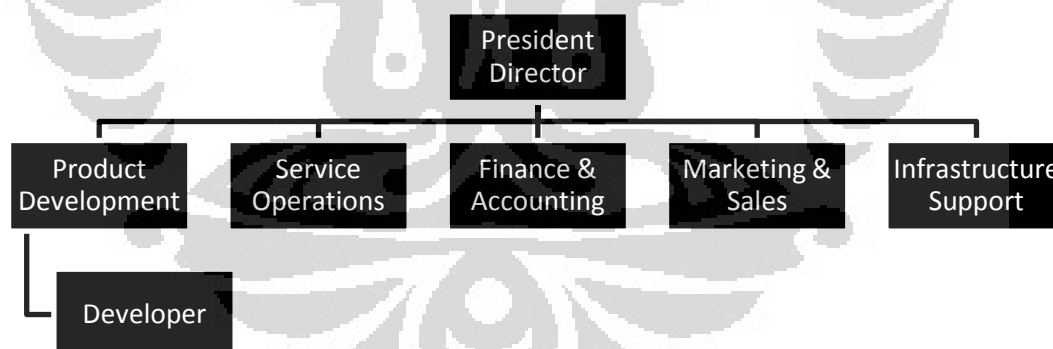 President
Director
Product
Development
Service
Operations
Finance &
Accounting
Marketing &
Sales
Infrastructure
Support
Developer